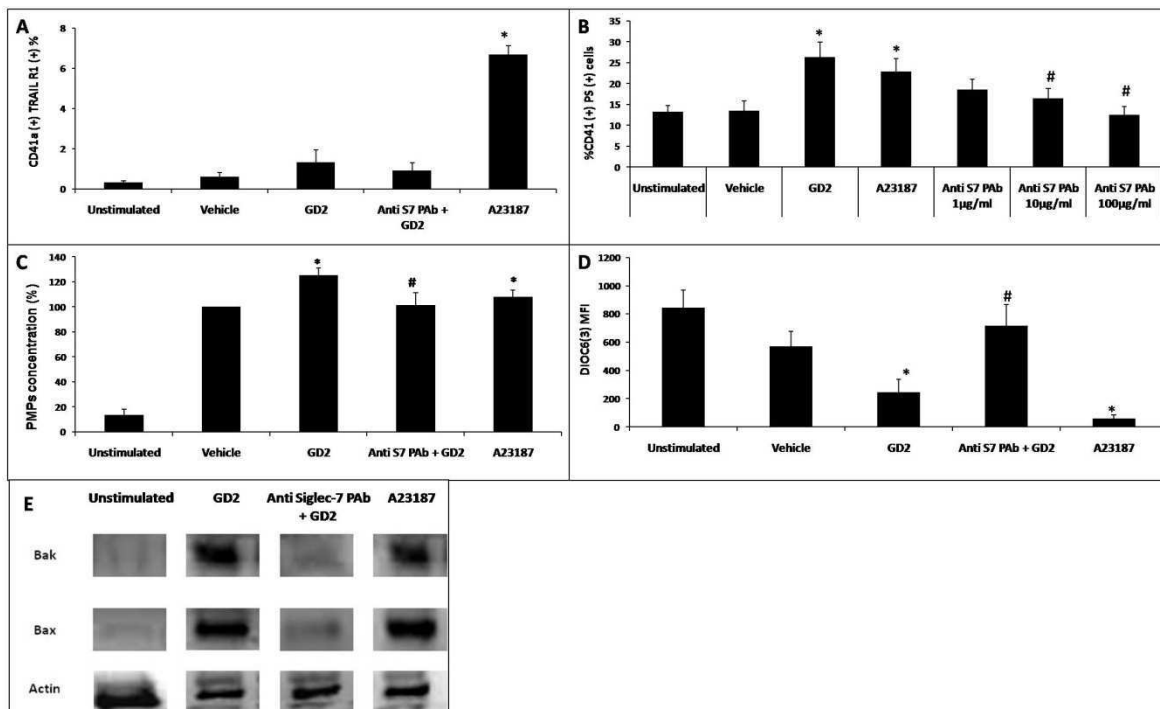 A
CD41a (+) TRAIL R1 (+) %
8
6
4
2
0
*
Unstimulated Vehicle GD2 Anti S7 PAb + GD2 A23187
B
%CD41 (+) PS (+) cells
35
30
25
20
15
10
5
0
* * # #
Unstimulated Vehicle GD2 A23187 Anti S7 PAb 1µg/ml Anti S7 PAb 10µg/ml Anti S7 PAb 100µg/ml
C
PMPs concentration (%)
140
120
100
80
60
40
20
0
* # *
Unstimulated Vehicle GD2 Anti S7 PAb + GD2 A23187
D
DIOC6(3) MFI
1200
1000
800
600
400
200
0
* # *
Unstimulated Vehicle GD2 Anti S7 PAb + GD2 A23187
E
Unstimulated GD2 Anti Siglec-7 PAb + GD2 A23187
Bak
Bax
Actin